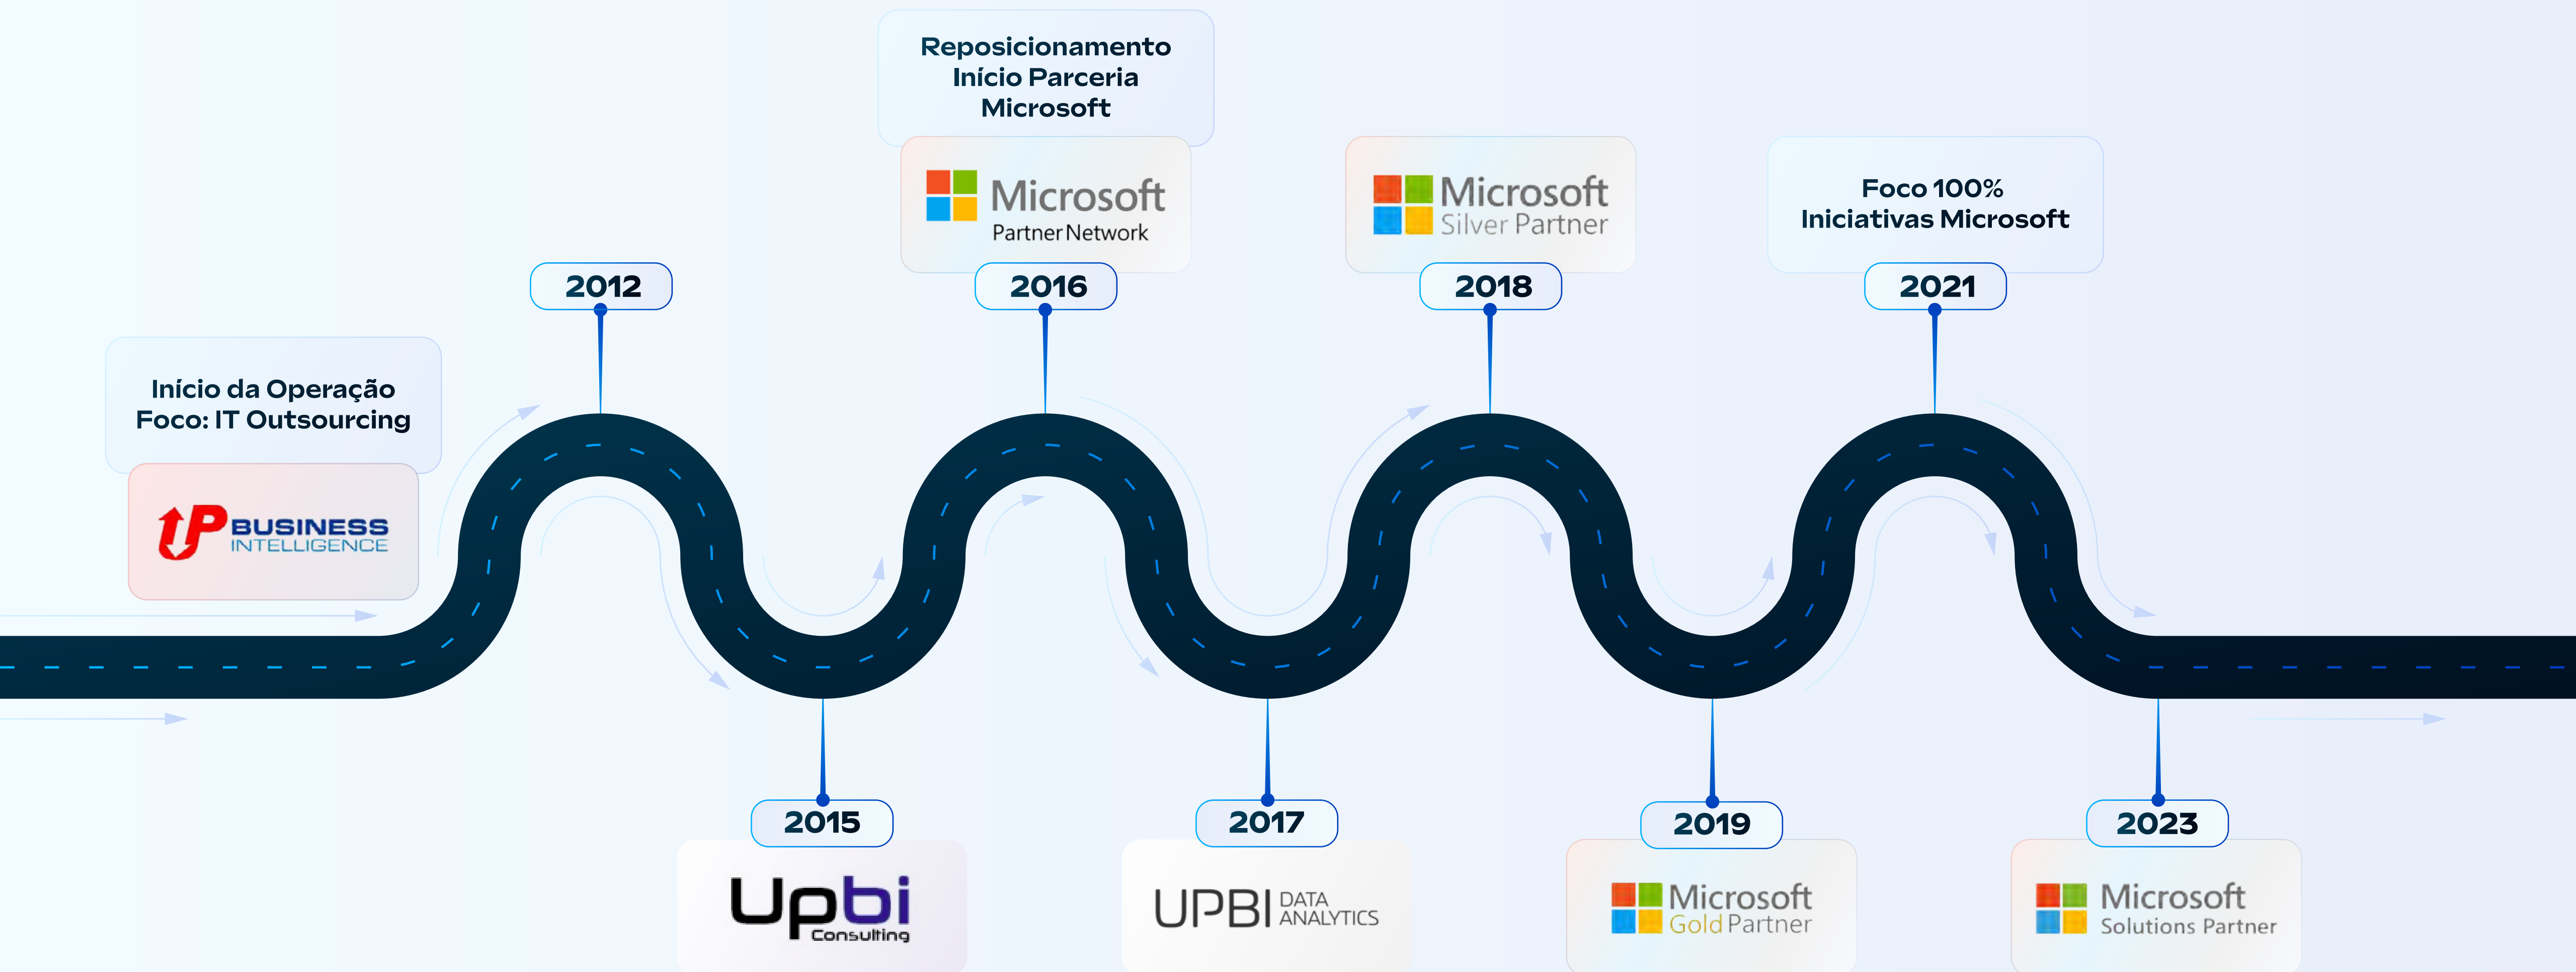 Início da Operação
Foco: IT Outsourcing
UP BUSINESS
INTELLIGENCE
2012
2015
Upbi
Consulting
Reposicionamento
Início Parceria
Microsoft
Microsoft
Partner Network
2016
2017
UPBI DATA
ANALYTICS
Microsoft
Silver Partner
2018
2019
Microsoft
Gold Partner
Foco 100%
Iniciativas Microsoft
2021
2023
Microsoft
Solutions Partner